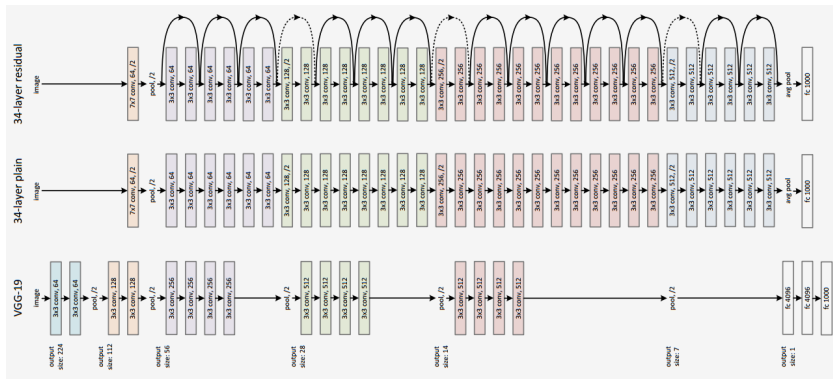 34-layer residual
image
7x7 conv, 64, /2
pool, /2
3x3 conv, 64
3x3 conv, 64
3x3 conv, 64
3x3 conv, 64
3x3 conv, 64
3x3 conv, 64
3x3 conv, 128, /2
3x3 conv, 128
3x3 conv, 128
3x3 conv, 128
3x3 conv, 128
3x3 conv, 128
3x3 conv, 128
3x3 conv, 128
3x3 conv, 256, /2
3x3 conv, 256
3x3 conv, 256
3x3 conv, 256
3x3 conv, 256
3x3 conv, 256
3x3 conv, 256
3x3 conv, 256
3x3 conv, 256
3x3 conv, 256
3x3 conv, 256
3x3 conv, 256
3x3 conv, 512, /2
3x3 conv, 512
3x3 conv, 512
3x3 conv, 512
3x3 conv, 512
3x3 conv, 512
avg pool
fc 1000
34-layer plain
image
7x7 conv, 64, /2
pool, /2
3x3 conv, 64
3x3 conv, 64
3x3 conv, 64
3x3 conv, 64
3x3 conv, 64
3x3 conv, 64
3x3 conv, 128, /2
3x3 conv, 128
3x3 conv, 128
3x3 conv, 128
3x3 conv, 128
3x3 conv, 128
3x3 conv, 128
3x3 conv, 128
3x3 conv, 256, /2
3x3 conv, 256
3x3 conv, 256
3x3 conv, 256
3x3 conv, 256
3x3 conv, 256
3x3 conv, 256
3x3 conv, 256
3x3 conv, 256
3x3 conv, 256
3x3 conv, 256
3x3 conv, 256
3x3 conv, 512, /2
3x3 conv, 512
3x3 conv, 512
3x3 conv, 512
3x3 conv, 512
3x3 conv, 512
avg pool
fc 1000
VGG-19
image
3x3 conv, 64
3x3 conv, 64
pool, /2
3x3 conv, 128
3x3 conv, 128
pool, /2
3x3 conv, 256
3x3 conv, 256
3x3 conv, 256
3x3 conv, 256
pool, /2
3x3 conv, 512
3x3 conv, 512
3x3 conv, 512
3x3 conv, 512
pool, /2
3x3 conv, 512
3x3 conv, 512
3x3 conv, 512
3x3 conv, 512
pool, /2
fc 4096
fc 4096
fc 1000
output
size: 224
output
size: 112
output
size: 56
output
size: 28
output
size: 14
output
size: 7
output
size: 1